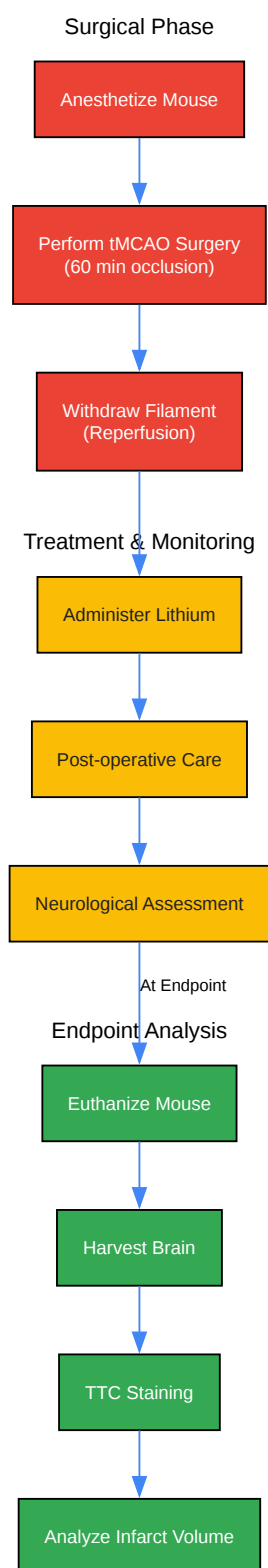 Surgical Phase
Anesthetize Mouse
Perform tMCAO Surgery
(60 min occlusion)
Withdraw Filament
(Reperfusion)
Treatment & Monitoring
Administer Lithium
Post-operative Care
Neurological Assessment
At Endpoint
Endpoint Analysis
Euthanize Mouse
Harvest Brain
TTC Staining
Analyze Infarct Volume